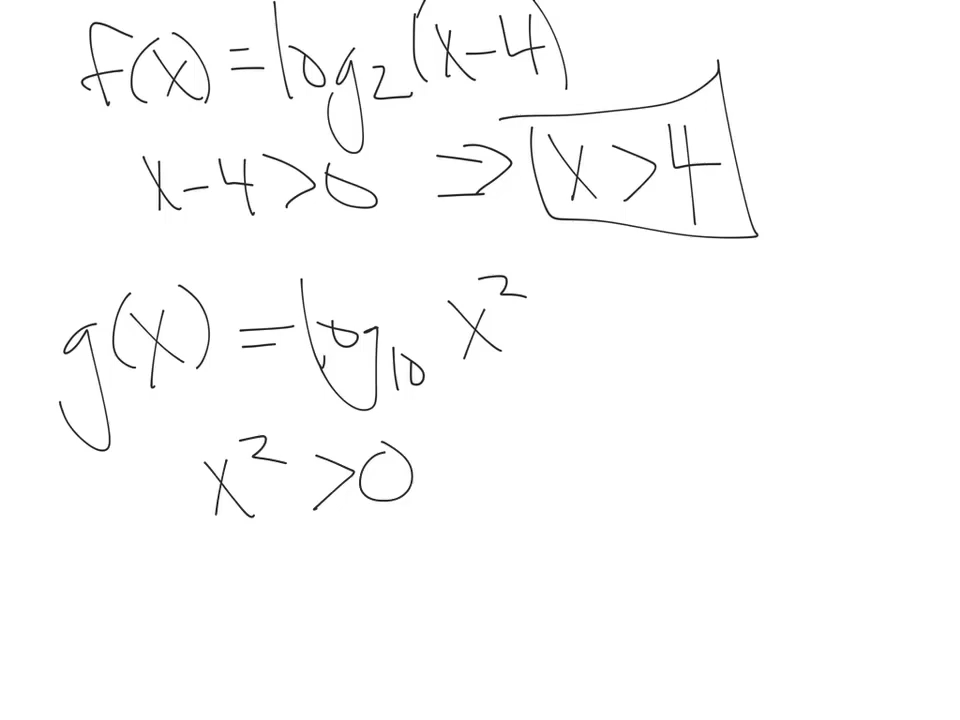 f(x) = log₂(x-4)
x-4>0 ⇒ x>4
g(x) = log₁₀ x²
x² >0